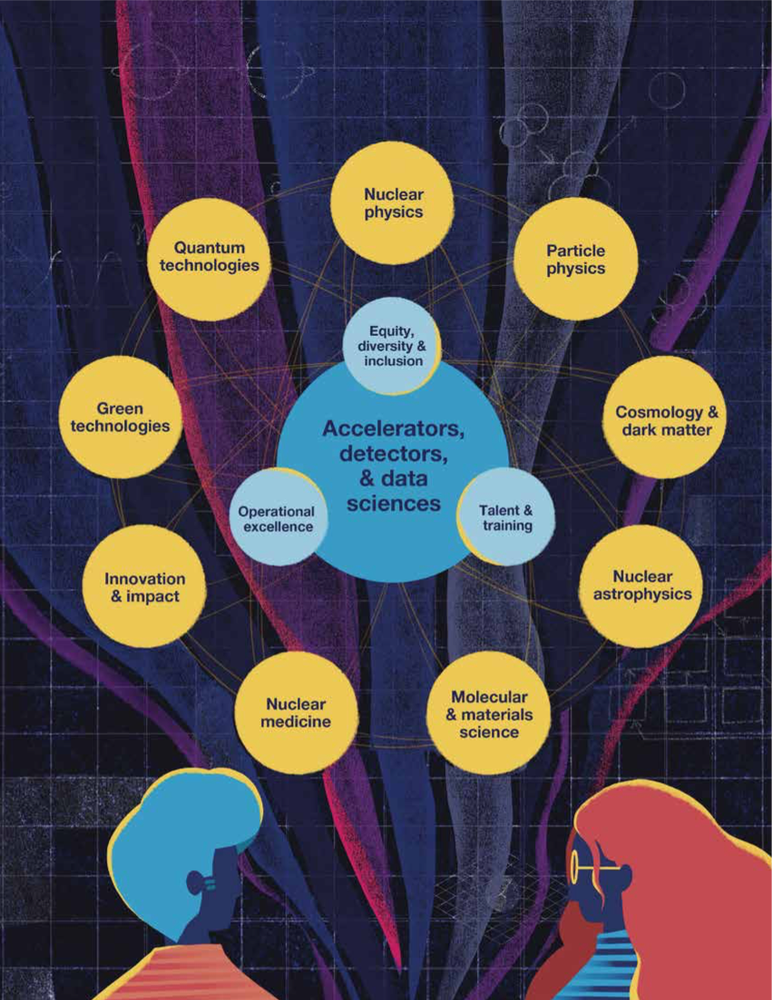 Nuclear
physics
Quantum
technologies
Particle
physics
Equity,
diversity &
inclusion
Green
technologies
Accelerators,
detectors,
& data
sciences
Cosmology &
dark matter
Operational
excellence
Talent &
training
Innovation
& impact
Nuclear
astrophysics
Nuclear
medicine
Molecular
& materials
science